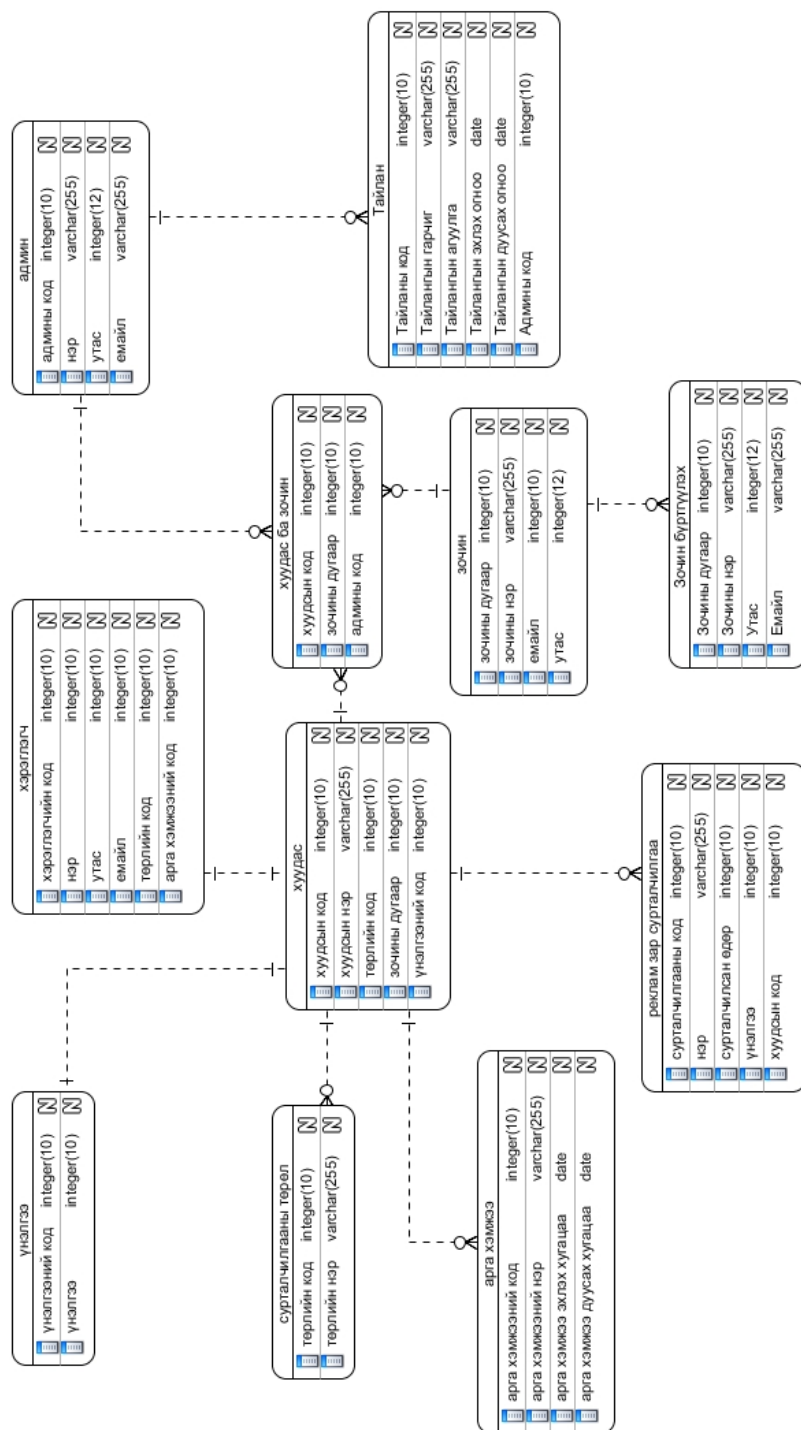 админ
админы код integer(10) N
нэр varchar(255) N
утас integer(12) N
емайл varchar(255) N
Тайлан
Тайланы код integer(10) N
Тайлангын гарчиг varchar(255) N
Тайлангын агуулга varchar(255) N
Тайлангын эхлэх огноо date N
Тайлангын дуусах огноо date N
Админы код integer(10) N
хуудас ба зочин
хуудсын код integer(10) N
зочины дугаар integer(10) N
админы код integer(10) N
зочин
зочины дугаар integer(10) N
зочины нэр varchar(255) N
емайл integer(10) N
утас integer(12) N
Зочин бүртгүүлэх
Зочины дугаар integer(10) N
Зочины нэр varchar(255) N
Утас integer(12) N
Емайл varchar(255) N
хэрэглэгч
хэрэглэгчийн код integer(10) N
нэр integer(10) N
утас integer(10) N
емайл integer(10) N
төрлийн код integer(10) N
арга хэмжээний код integer(10) N
хуудас
хуудсын код integer(10) N
хуудсын нэр varchar(255) N
төрлийн код integer(10) N
зочины дугаар integer(10) N
үнэлгээний код integer(10) N
реклам зар сурталчилгаа
сурталчилгааны код integer(10) N
нэр varchar(255) N
сурталчилсан өдөр integer(10) N
үнэлгээ integer(10) N
хуудсын код integer(10) N
үнэлгээ
үнэлгээний код integer(10) N
үнэлгээ integer(10) N
сурталчилгааны төрөл
төрлийн код integer(10) N
төрлийн нэр varchar(255) N
арга хэмжээ
арга хэмжээний код integer(10) N
арга хэмжээний нэр varchar(255) N
арга хэмжээ эхлэх хугацаа date N
арга хэмжээ дуусах хугацаа date N